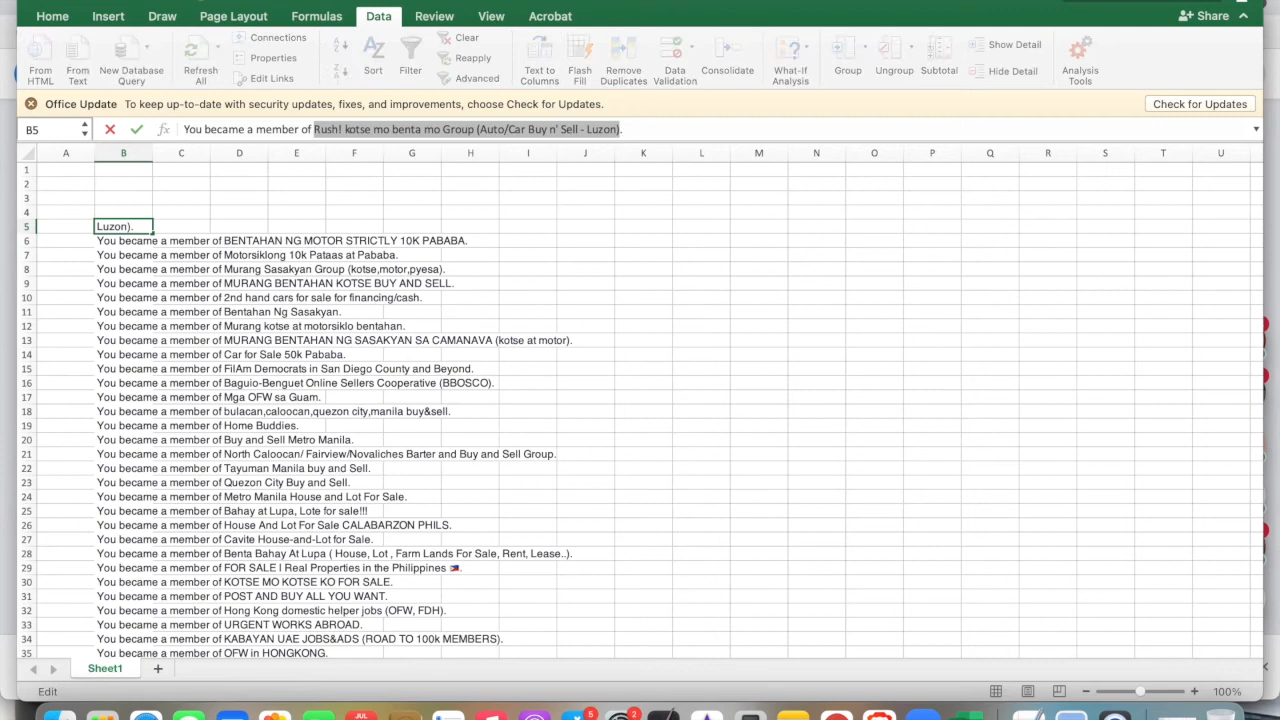 Home Insert Draw Page Layout Formulas Data Review View Acrobat Share
Connections Clear Show Detail
Properties Reapply
Edit Links Advanced Hide Detail
From HTML From Text New Database Query Refresh All Sort Filter Text to Columns Flash Fill Remove Duplicates Data Validation Consolidate What-If Analysis Group Ungroup Subtotal Analysis Tools
Office Update To keep up-to-date with security updates, fixes, and improvements, choose Check for Updates. Check for Updates
B5 fx You became a member of Rush! kotse mo benta mo Group (Auto/Car Buy n' Sell - Luzon).
A B C D E F G H I J K L M N O P Q R S T U
1
2
3
4
5 Luzon).
6 You became a member of BENTAHAN NG MOTOR STRICTLY 10K PABABA.
7 You became a member of Motorsiklong 10k Pataas at Pababa.
8 You became a member of Murang Sasakyan Group (kotse,motor,pyesa).
9 You became a member of MURANG BENTAHAN KOTSE BUY AND SELL.
10 You became a member of 2nd hand cars for sale for financing/cash.
11 You became a member of Bentahan Ng Sasakyan.
12 You became a member of Murang kotse at motorsiklo bentahan.
13 You became a member of MURANG BENTAHAN NG SASAKYAN SA CAMANAVA (kotse at motor).
14 You became a member of Car for Sale 50k Pababa.
15 You became a member of FilAm Democrats in San Diego County and Beyond.
16 You became a member of Baguio-Benguet Online Sellers Cooperative (BBOSCO).
17 You became a member of Mga OFW sa Guam.
18 You became a member of bulacan,caloocan,quezon city,manila buy&sell.
19 You became a member of Home Buddies.
20 You became a member of Buy and Sell Metro Manila.
21 You became a member of North Caloocan/ Fairview/Novaliches Barter and Buy and Sell Group.
22 You became a member of Tayuman Manila buy and Sell.
23 You became a member of Quezon City Buy and Sell.
24 You became a member of Metro Manila House and Lot For Sale.
25 You became a member of Bahay at Lupa, Lote for sale!!!
26 You became a member of House And Lot For Sale CALABARZON PHILS.
27 You became a member of Cavite House-and-Lot for Sale.
28 You became a member of Benta Bahay At Lupa ( House, Lot , Farm Lands For Sale, Rent, Lease..).
29 You became a member of FOR SALE l Real Properties in the Philippines 🇵🇭.
30 You became a member of KOTSE MO KOTSE KO FOR SALE.
31 You became a member of POST AND BUY ALL YOU WANT.
32 You became a member of Hong Kong domestic helper jobs (OFW, FDH).
33 You became a member of URGENT WORKS ABROAD.
34 You became a member of KABAYAN UAE JOBS&ADS (ROAD TO 100k MEMBERS).
35 You became a member of OFW in HONGKONG.
Sheet1
Edit 100%
JUL 5 2